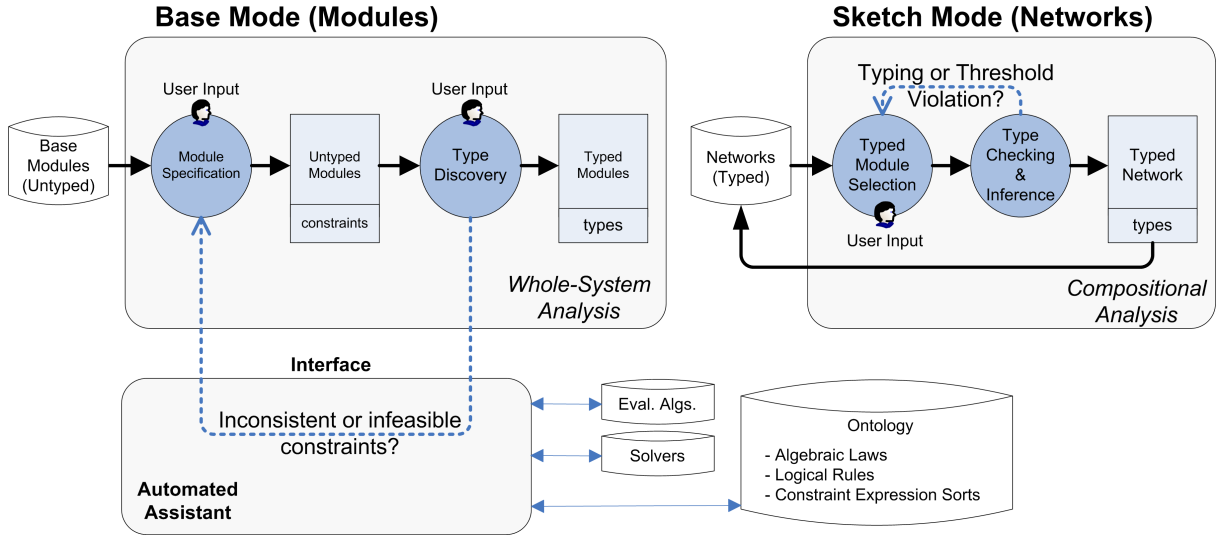 Base Mode (Modules)
Sketch Mode (Networks)
User Input
User Input
Base
Modules
(Untyped)
Module
Specification
Untyped
Modules
constraints
Type
Discovery
Typed
Modules
types
Whole-System
Analysis
Typing or Threshold
Violation?
Networks
(Typed)
Typed
Module
Selection
User Input
Type
Checking
&
Inference
Typed
Network
types
Compositional
Analysis
Interface
Inconsistent or infeasible
constraints?
Automated
Assistant
Eval. Algs.
Solvers
Ontology
- Algebraic Laws
- Logical Rules
- Constraint Expression Sorts